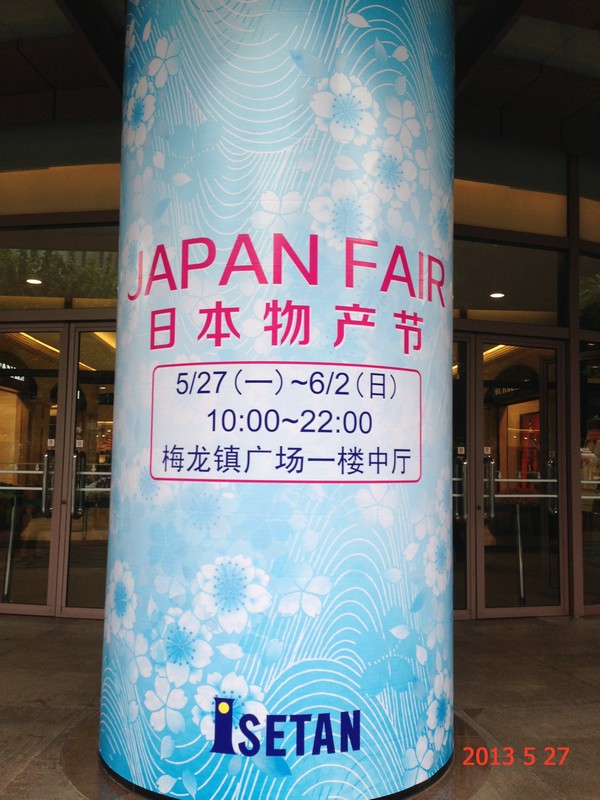 JAPAN FAIR
日本物产节
5/27(一)~6/2(日)
10:00~22:00
梅龙镇广场一楼中厅
ISETAN
2013 5 27